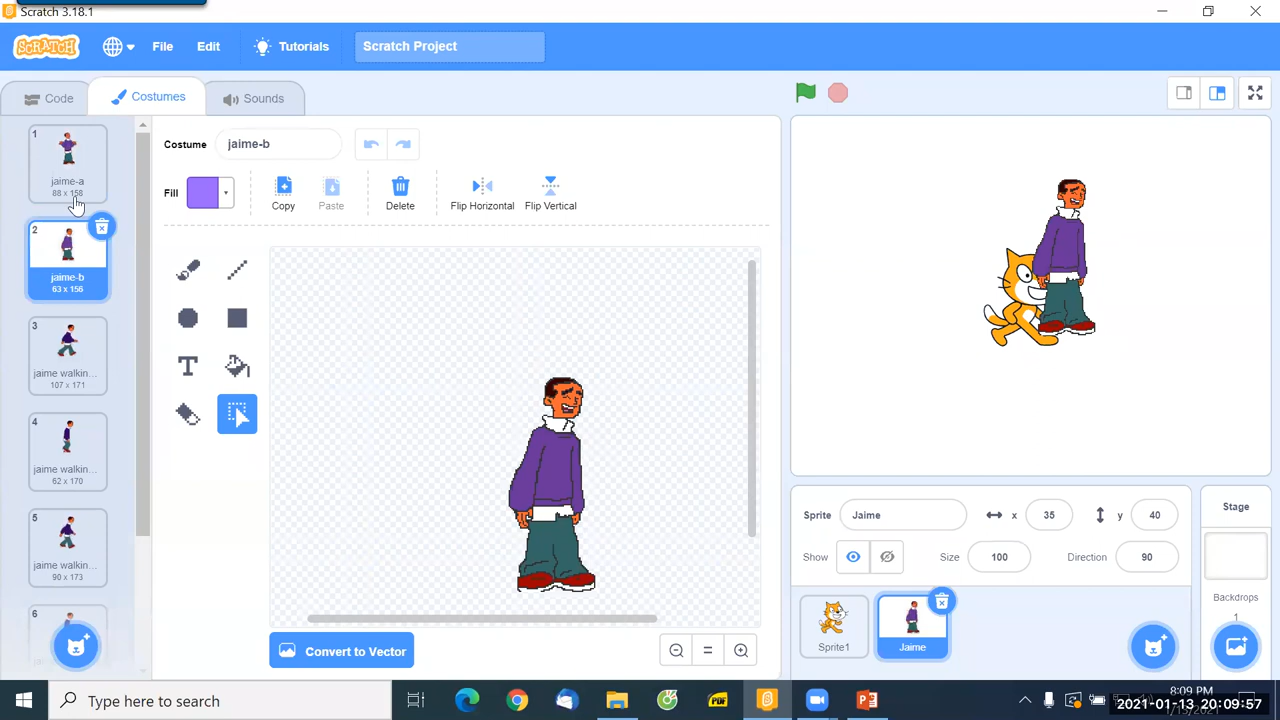 Scratch 3.18.1
SCRATCH
File
Edit
Tutorials
Scratch Project
Code
Costumes
Sounds
1
jaime-a
88 x 158
2
jaime-b
63 x 156
3
jaime walkin...
107 x 171
4
jaime walkin...
62 x 170
5
jaime walkin...
90 x 173
6
Costume
jaime-b
Fill
Copy
Paste
Delete
Flip Horizontal
Flip Vertical
T
Convert to Vector
Sprite
Jaime
x
35
y
40
Show
Size
100
Direction
90
Sprite1
Jaime
Stage
Backdrops
1
Type here to search
PDF
8:09 PM
2021-01-13 20:09:57